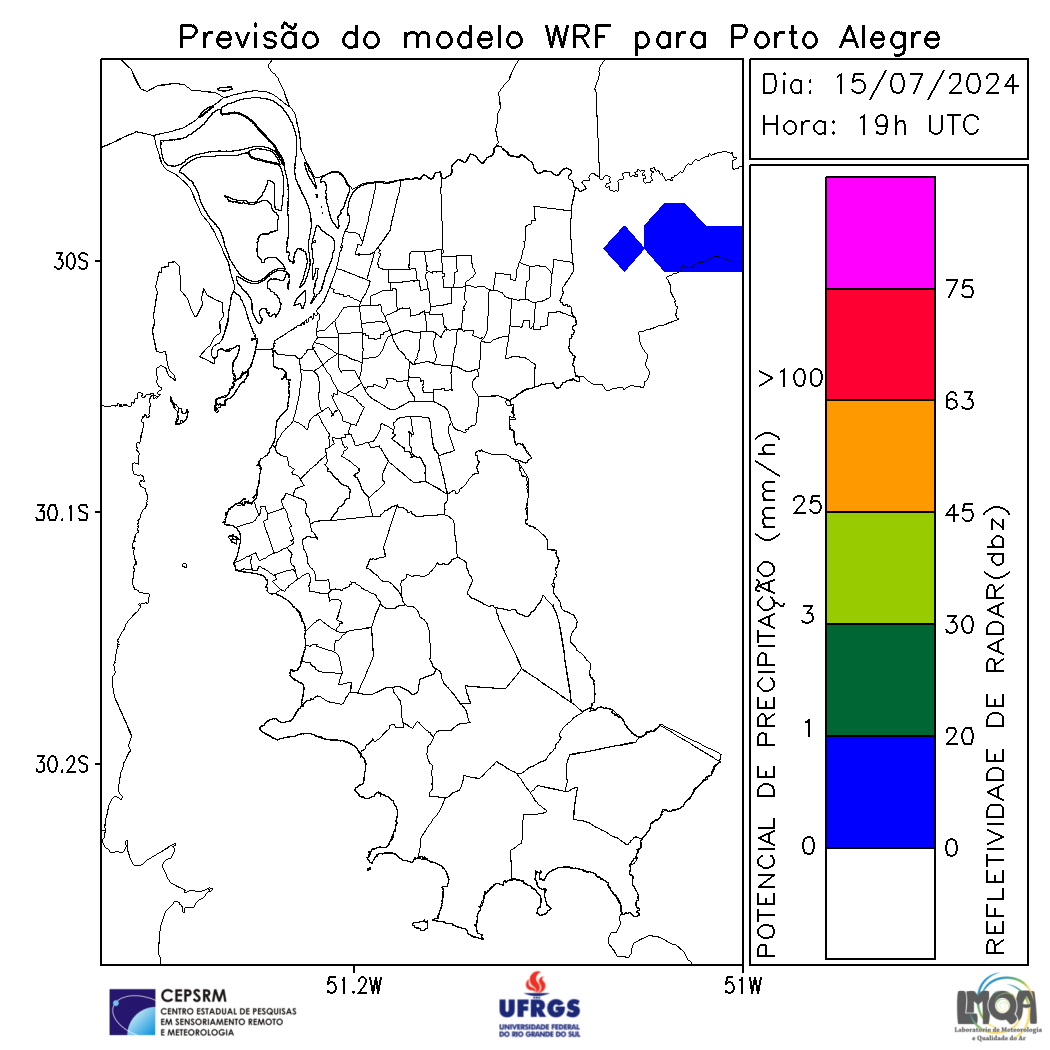 Previsão do modelo WRF para Porto Alegre
Dia: 15/07/2024
Hora: 19h UTC
30S
30.1S
30.2S
51.2W
51W
POTENCIAL DE PRECIPITAÇÃO (mm/h)
>100
25
3
1
0
75
63
45
30
20
0
REFLETIVIDADE DE RADAR(dbz)
CEPSRM
CENTRO ESTADUAL DE PESQUISAS
EM SENSORIAMENTO REMOTO
E METEOROLOGIA
UFRGS
UNIVERSIDADE FEDERAL
DO RIO GRANDE DO SUL
LMQA
Laboratório de Meteorologia
e Qualidade do Ar